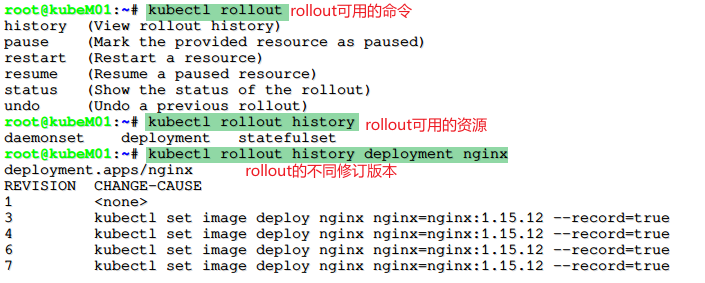 root@kubeM01:~# kubectl rollout rollout可用的命令
history (View rollout history)
pause (Mark the provided resource as paused)
restart (Restart a resource)
resume (Resume a paused resource)
status (Show the status of the rollout)
undo (Undo a previous rollout)
root@kubeM01:~# kubectl rollout history rollout可用的资源
daemonset deployment statefulset
root@kubeM01:~# kubectl rollout history deployment nginx
deployment.apps/nginx rollout的不同修订版本
REVISION CHANGE-CAUSE
1 <none>
3 kubectl set image deploy nginx nginx=nginx:1.15.12 --record=true
4 kubectl set image deploy nginx nginx=nginx:1.15.12 --record=true
6 kubectl set image deploy nginx nginx=nginx:1.15.12 --record=true
7 kubectl set image deploy nginx nginx=nginx:1.15.12 --record=true